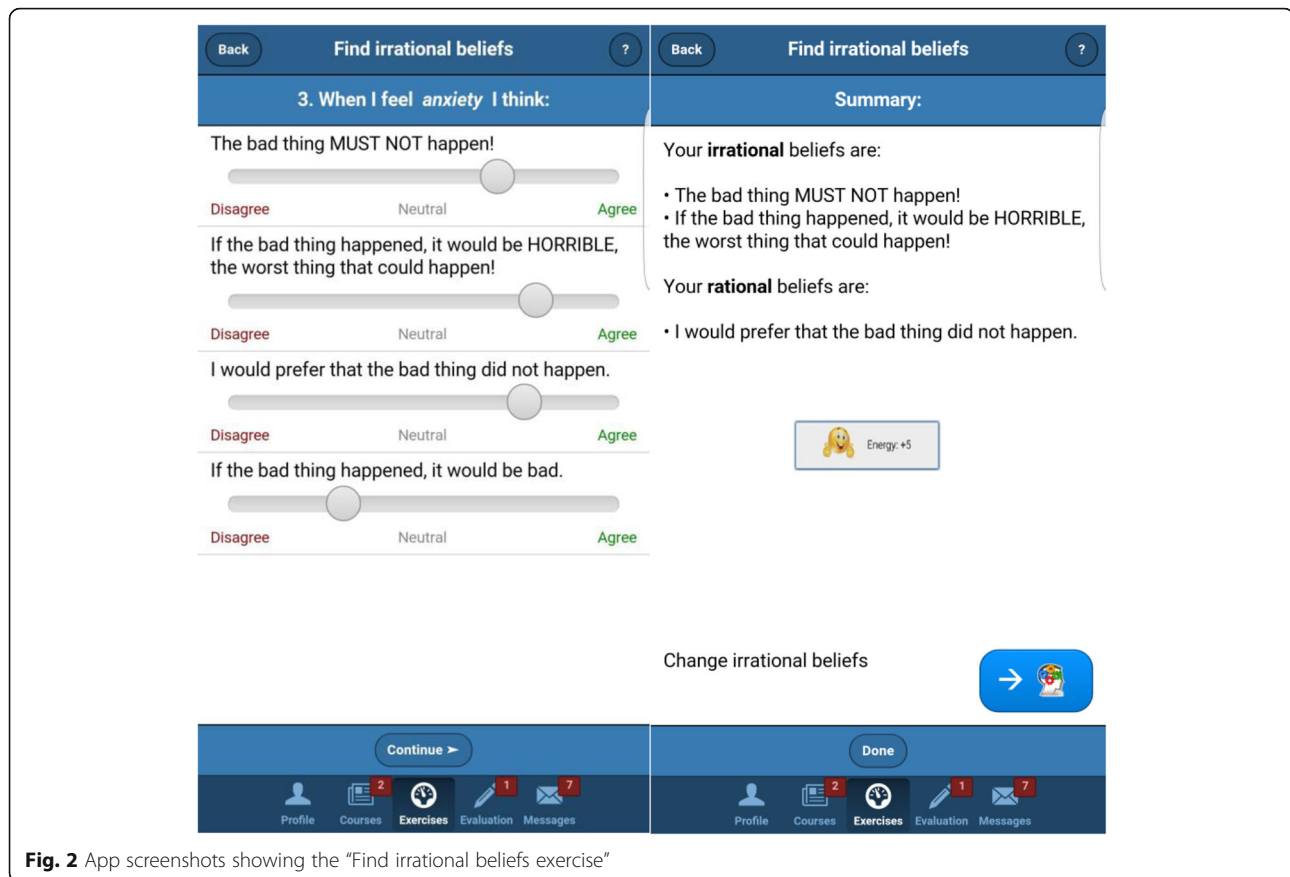 Back
Find irrational beliefs
?
3. When I feel anxiety I think:
The bad thing MUST NOT happen!
Disagree Neutral Agree
If the bad thing happened, it would be HORRIBLE,
the worst thing that could happen!
Disagree Neutral Agree
I would prefer that the bad thing did not happen.
Disagree Neutral Agree
If the bad thing happened, it would be bad.
Disagree Neutral Agree
Continue ➤
2 1 7
Profile Courses Exercises Evaluation Messages
Back
Find irrational beliefs
?
Summary:
Your irrational beliefs are:
• The bad thing MUST NOT happen!
• If the bad thing happened, it would be HORRIBLE,
the worst thing that could happen!
Your rational beliefs are:
• I would prefer that the bad thing did not happen.
Energy: +5
Change irrational beliefs
→
Done
2 1 7
Profile Courses Exercises Evaluation Messages
Fig. 2 App screenshots showing the "Find irrational beliefs exercise"